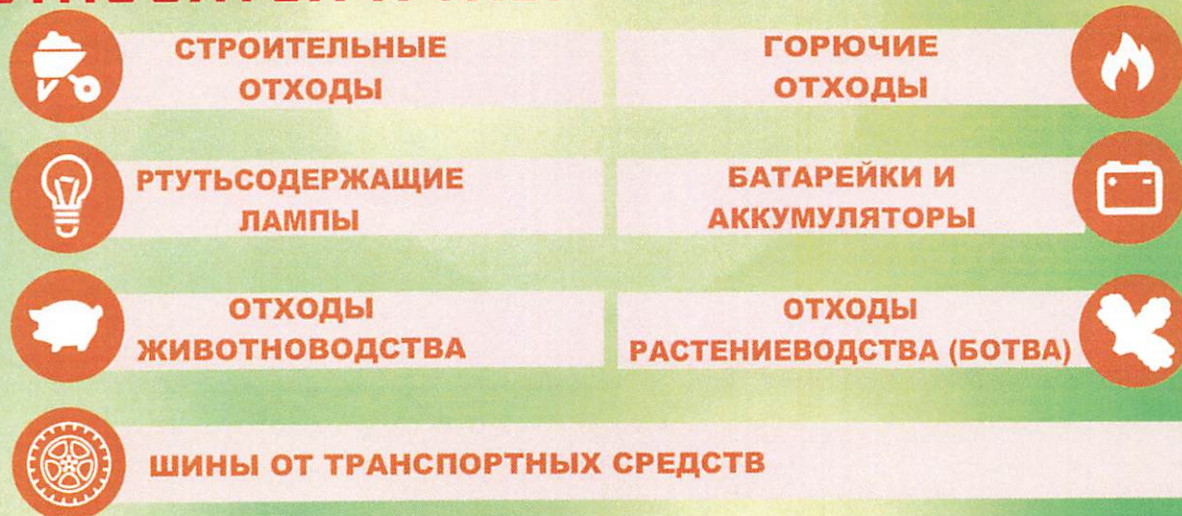 СТРОИТЕЛЬНЫЕ
ОТХОДЫ
ГОРЮЧИЕ
ОТХОДЫ
РТУТЬСОДЕРЖАЩИЕ
ЛАМПЫ
БАТАРЕЙКИ И
АККУМУЛЯТОРЫ
ОТХОДЫ
ЖИВОТНОВОДСТВА
ОТХОДЫ
РАСТЕНИЕВОДСТВА (БОТВА)
ШИНЫ ОТ ТРАНСПОРТНЫХ СРЕДСТВ